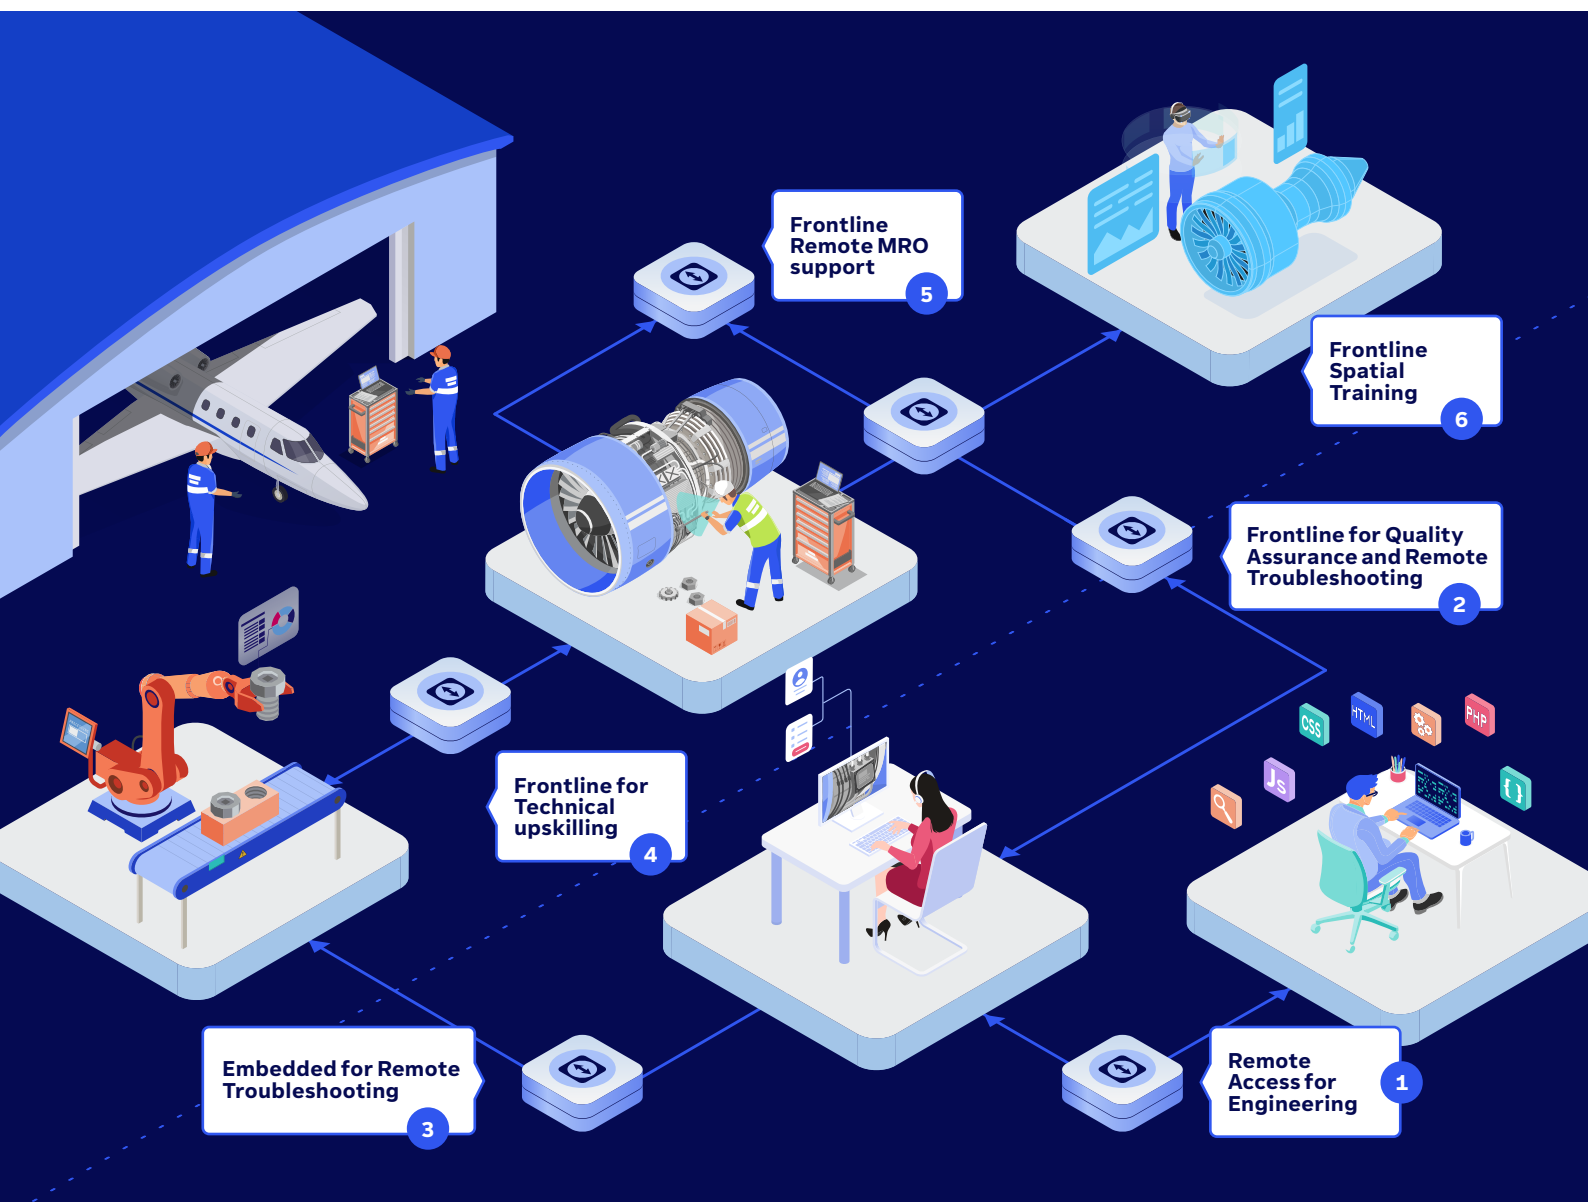 Frontline
Remote MRO
support
5
Frontline
Spatial
Training
6
Frontline for Quality
Assurance and Remote
Troubleshooting
2
CSS
HTML
PHP
JS
{ }
Frontline for
Technical
upskilling
4
Embedded for Remote
Troubleshooting
3
Remote
Access for
Engineering
1